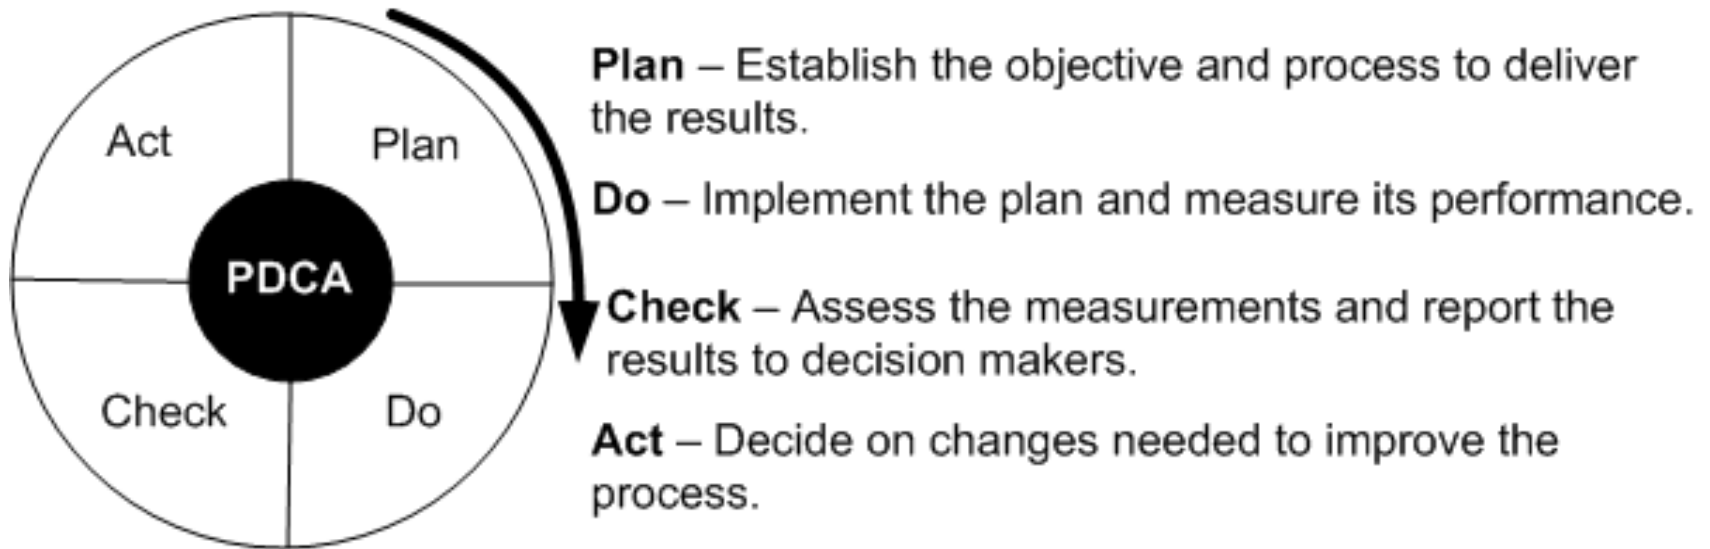 Act
Plan
PDCA
Check
Do
Plan – Establish the objective and process to deliver
the results.
Do – Implement the plan and measure its performance.
Check – Assess the measurements and report the
results to decision makers.
Act – Decide on changes needed to improve the
process.